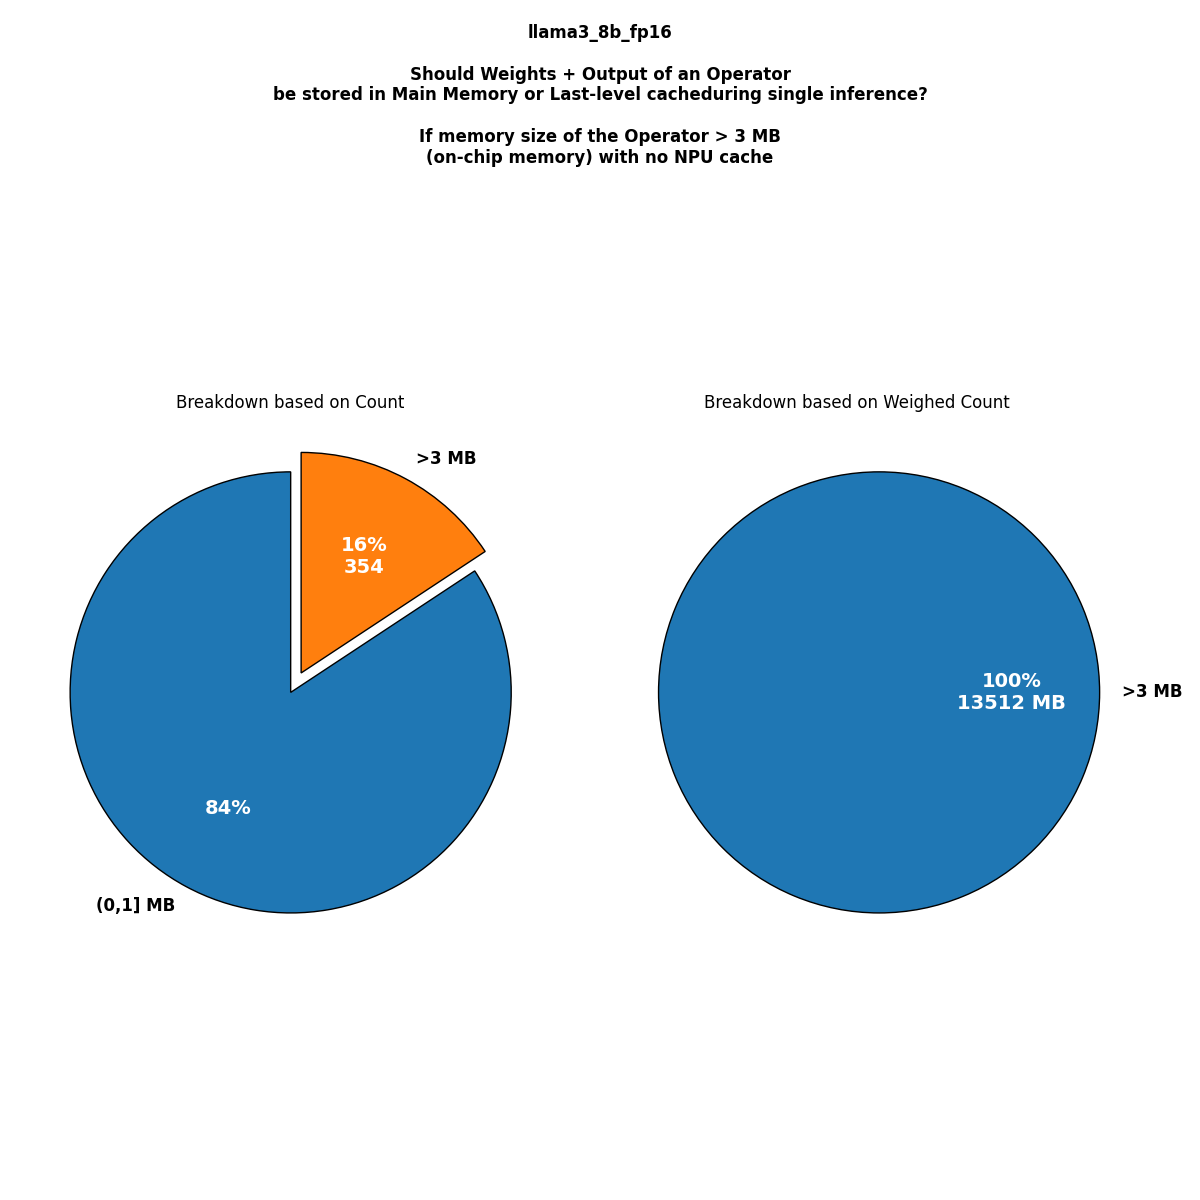 llama3_8b_fp16
Should Weights + Output of an Operator
be stored in Main Memory or Last-level cacheduring single inference?
If memory size of the Operator > 3 MB
(on-chip memory) with no NPU cache
Breakdown based on Count
>3 MB
16%
354
84%
(0,1] MB
Breakdown based on Weighed Count
100%
13512 MB
>3 MB